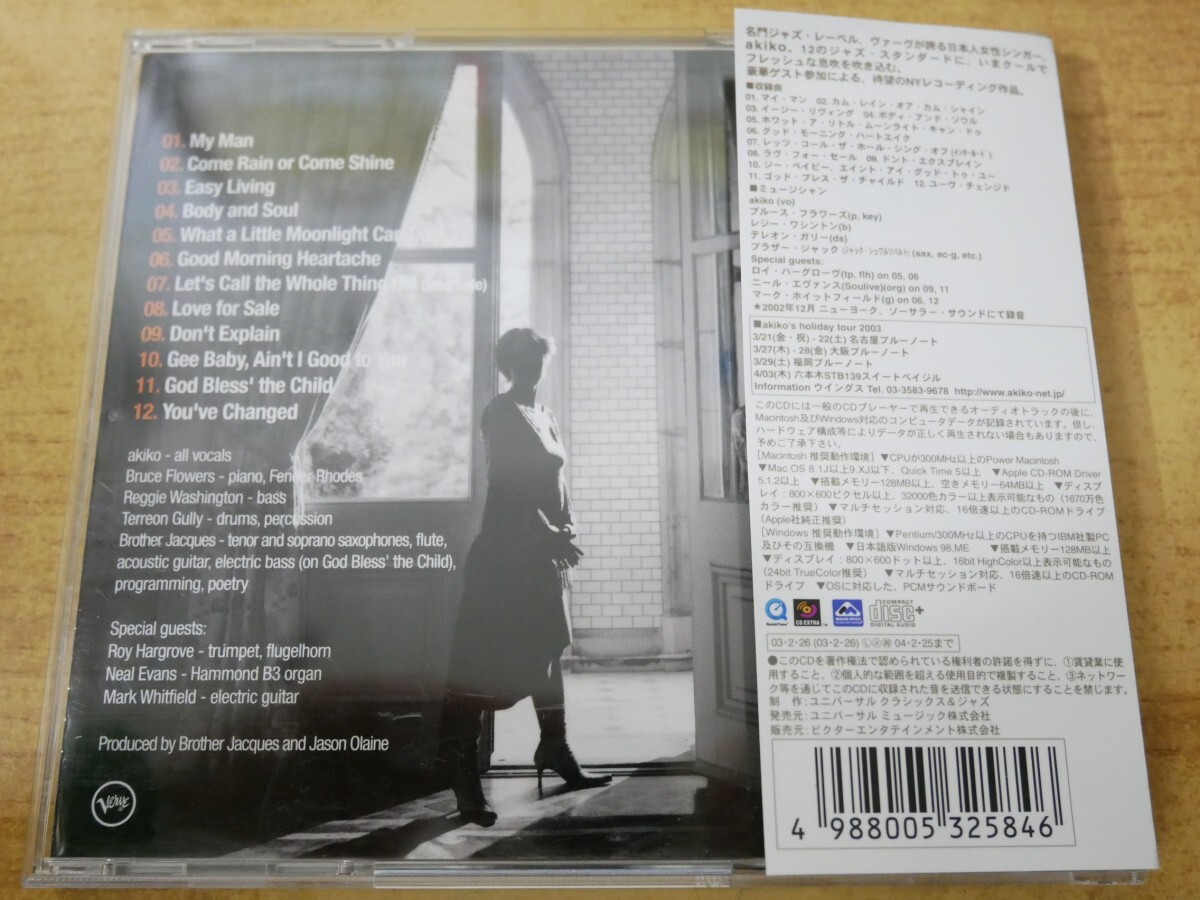 01. My Man
02. Come Rain or Come Shine
03. Easy Living
04. Body and Soul
05. What a Little Moonlight Can
06. Good Morning Heartache
07. Let's Call the Whole Thing Off (interlude)
08. Love for Sale
09. Don't Explain
10. Gee Baby, Ain't I Good to You
11. God Bless' the Child
12. You've Changed
akiko - all vocals
Bruce Flowers - piano, Fender Rhodes
Reggie Washington - bass
Terreon Gully - drums, percussion
Brother Jacques - tenor and soprano saxophones, flute,
acoustic guitar, electric bass (on God Bless' the Child),
programming, poetry
Special guests:
Roy Hargrove - trumpet, flugelhorn
Neal Evans - Hammond B3 organ
Mark Whitfield - electric guitar
Produced by Brother Jacques and Jason Olaine
Verve
名門ジャズ・レーベル、ヴァーヴが誇る日本人女性シンガー、
akiko、12のジャズ・スタンダードに、いまクールで
フレッシュな息吹を吹き込む。
豪華ゲスト参加による、待望のNYレコーディング作品。
■収録曲
01. マイ・マン 02. カム・レイン・オア・カム・シャイン
03. イージー・リヴィング 04. ボディ・アンド・ソウル
05. ホワット・ア・リトル・ムーンライト・キャン・ドゥ
06. グッド・モーニング・ハートエイク
07. レッツ・コール・ザ・ホール・シング・オフ (インタールード)
08. ラヴ・フォー・セール 09. ドント・エクスプレイン
10. ジー・ベイビー、エイント・アイ・グッド・トゥ・ユー
11. ゴッド・ブレス・ザ・チャイルド 12. ユーヴ・チェンジド
■ミュージシャン
akiko (vo)
ブルース・フラワーズ(p, key)
レジー・ワシントン(b)
テレオン・ガリー(ds)
ブラザー・ジャック (ジャック・シュワルツバルト) (sax, ac-g, etc.)
Special guests:
ロイ・ハーグローヴ(tp, flh) on 05, 06
ニール・エヴァンス(Soulive)(org) on 09, 11
マーク・ホイットフィールド(g) on 06, 12
★2002年12月 ニューヨーク、ソーサラー・サウンドにて録音
■akiko's holiday tour 2003
3/21(金・祝) - 22(土) 名古屋ブルーノート
3/27(木) - 28(金) 大阪ブルーノート
3/29(土) 福岡ブルーノート
4/03(木) 六本木STB139スイートベイジル
Information ウイングス Tel. 03-3583-9678 http://www.akiko-net.jp/
このCDには一般のCDプレーヤーで再生できるオーディオトラックの後に、
Macintosh及びWindows対応のコンピュータデータが記録されています。但し、
ハードウェア構成等によりデータが正しく再生されない場合もありますので、
予めご了承下さい。
[Macintosh 推奨動作環境] ▼CPUが300MHz以上のPower Macintosh
▼Mac OS 8.1J以上9.XJ以下、Quick Time 5以上 ▼Apple CD-ROM Driver
5.1.2以上 ▼搭載メモリー128MB以上、空きメモリー64MB以上 ▼ディスプ
レイ：800×600ピクセル以上、32000色カラー以上表示可能なもの（1670万色
カラー推奨）▼マルチセッション対応、16倍速以上のCD-ROMドライブ
(Apple社純正推奨)
[Windows 推奨動作環境] ▼Pentium/300MHz以上のCPUを持つIBM社製PC
及びその互換機 ▼日本語版Windows 98,ME ▼搭載メモリー128MB以上
▼ディスプレイ：800×600ドット以上、16bit HighColor以上表示可能なもの
（24bit TrueColor推奨） ▼マルチセッション対応、16倍速以上のCD-ROM
ドライブ ▼OSに対応した、PCMサウンドボード
QuickTime
CD EXTRA
COMPACT disc+ DIGITAL AUDIO
03・2・26 (03・2・26) Ⓛ 04・2・25まで
●このCDを著作権法で認められている権利者の許諾を得ずに、①賃貸業に使
用すること、②個人的な範囲を超える使用目的で複製すること、③ネットワー
ク等を通じてこのCDに収録された音を送信できる状態にすることを禁じます。
制 作：ユニバーサル クラシックス＆ジャズ
発売元：ユニバーサル ミュージック株式会社
販売元：ビクターエンタテインメント株式会社
4 988005 325846